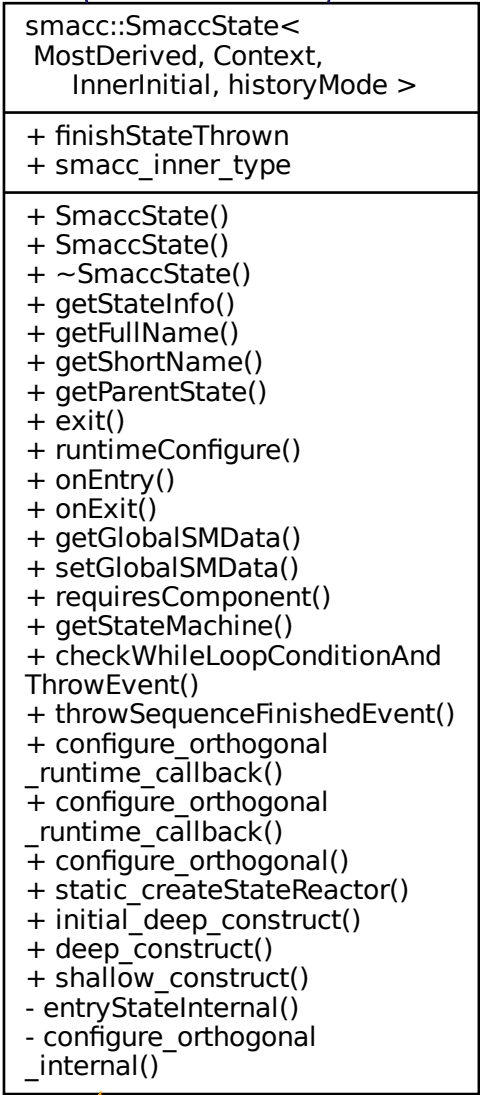 smacc::SmaccState<
MostDerived, Context,
InnerInitial, historyMode >
+ finishStateThrown
+ smacc_inner_type
+ SmaccState()
+ SmaccState()
+ ~SmaccState()
+ getStateInfo()
+ getFullName()
+ getShortName()
+ getParentState()
+ exit()
+ runtimeConfigure()
+ onEntry()
+ onExit()
+ getGlobalSMData()
+ setGlobalSMData()
+ requiresComponent()
+ getStateMachine()
+ checkWhileLoopConditionAnd
ThrowEvent()
+ throwSequenceFinishedEvent()
+ configure_orthogonal
_runtime_callback()
+ configure_orthogonal
_runtime_callback()
+ configure_orthogonal()
+ static_createStateReactor()
+ initial_deep_construct()
+ deep_construct()
+ shallow_construct()
- entryStateInternal()
- configure_orthogonal
_internal()